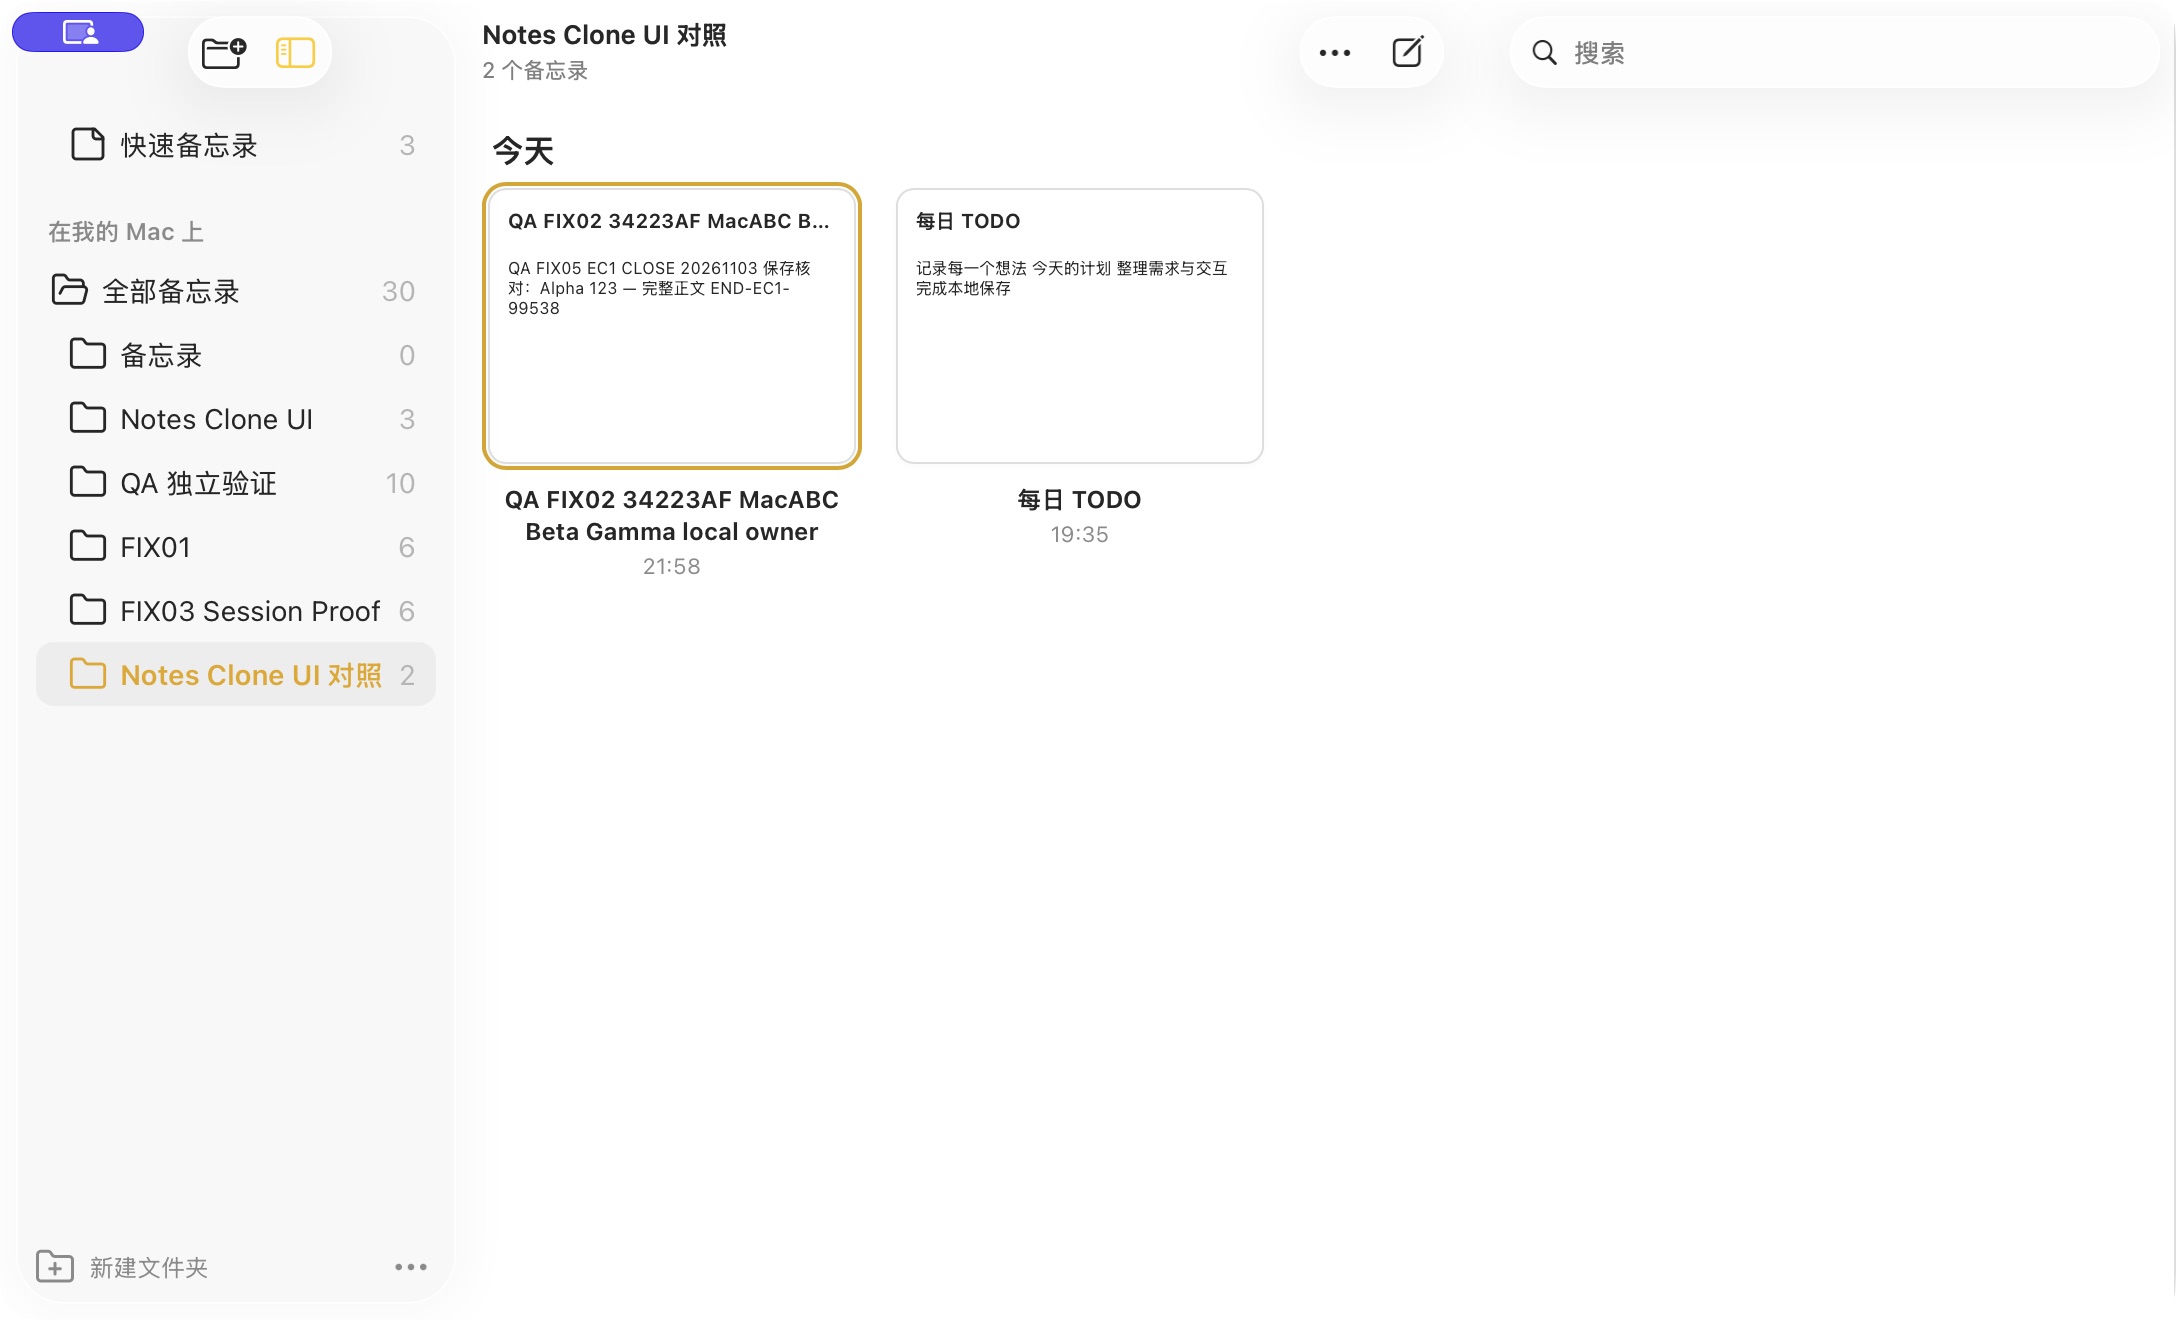 Notes Clone UI 对照
2 个备忘录
搜索
快速备忘录 3
在我的 Mac 上
全部备忘录 30
备忘录 0
Notes Clone UI 3
QA 独立验证 10
FIX01 6
FIX03 Session Proof 6
Notes Clone UI 对照 2
新建文件夹
今天
QA FIX02 34223AF MacABC B...
QA FIX05 EC1 CLOSE 20261103 保存核
对：Alpha 123 — 完整正文 END-EC1-
99538
QA FIX02 34223AF MacABC
Beta Gamma local owner
21:58
每日 TODO
记录每一个想法 今天的计划 整理需求与交互
完成本地保存
每日 TODO
19:35